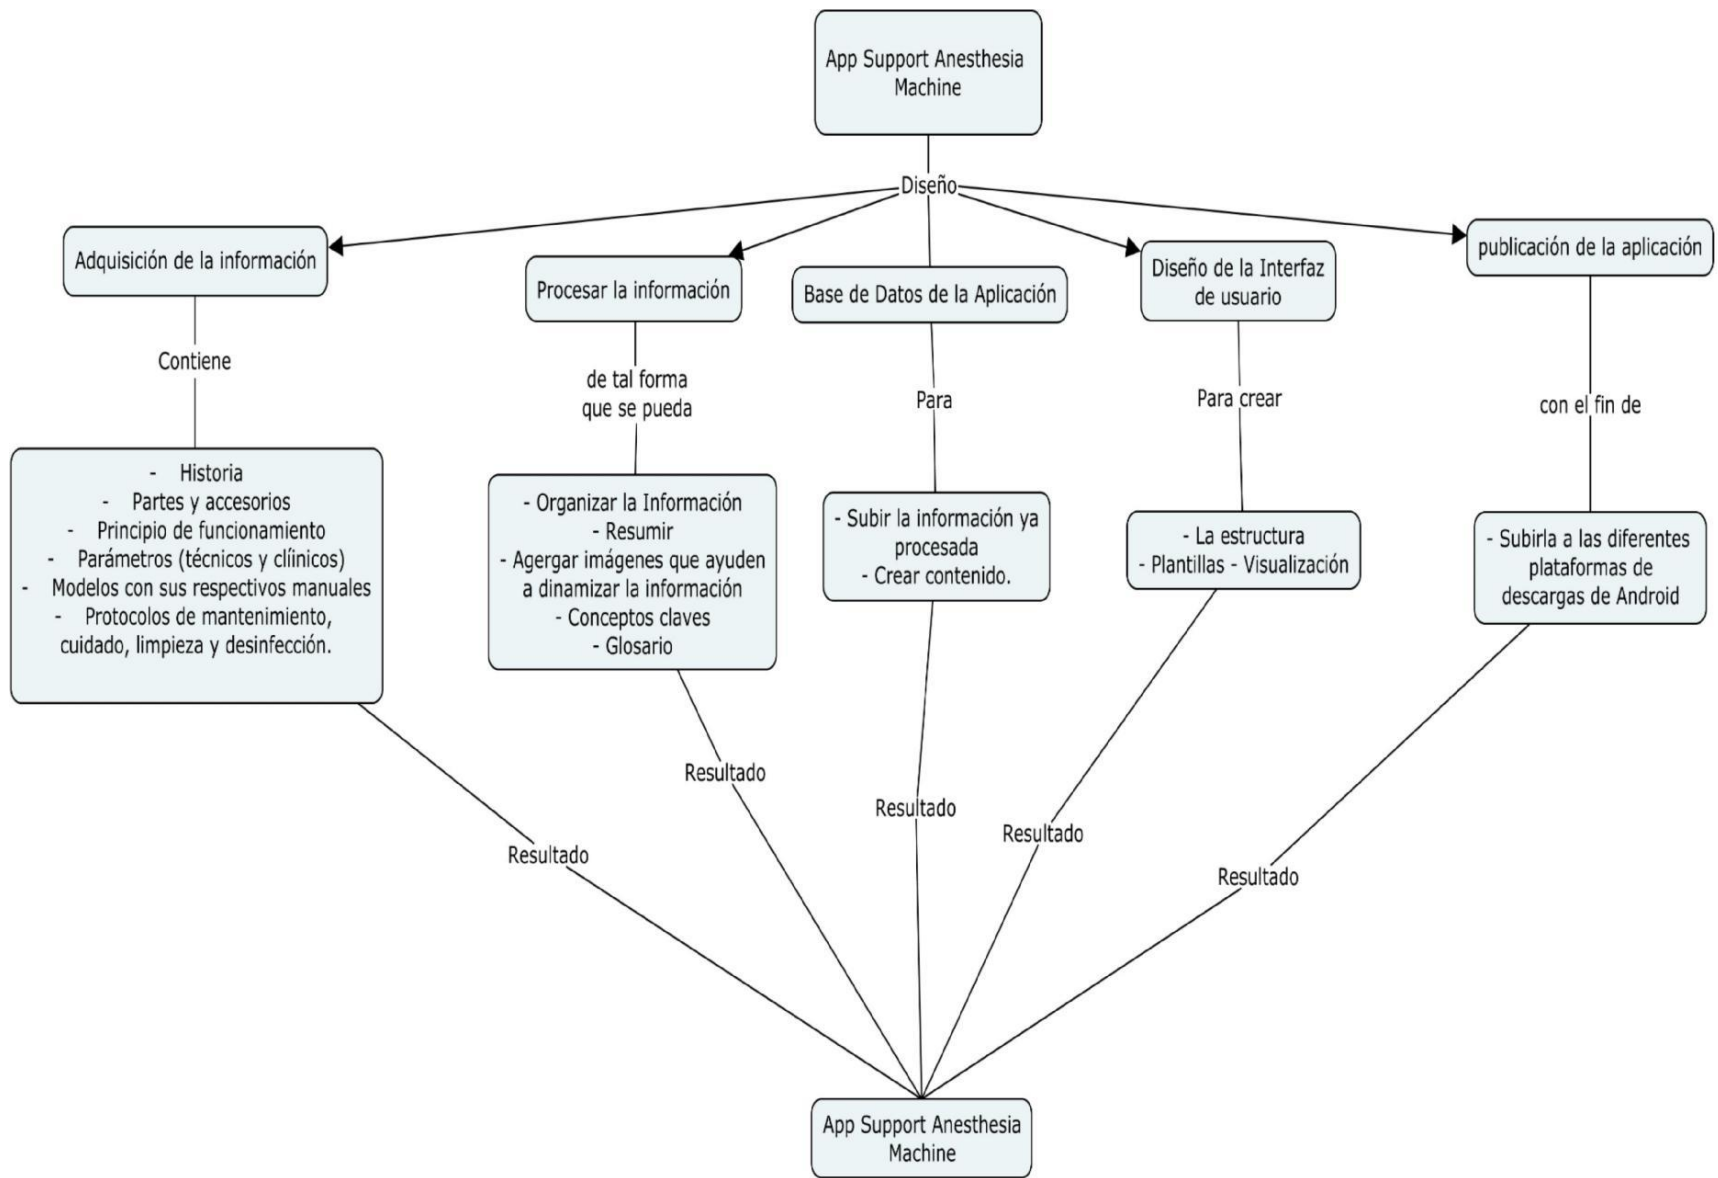 App Support Anesthesia
Machine
Diseño
Adquisición de la información
Procesar la información
Base de Datos de la Aplicación
Diseño de la Interfaz
de usuario
publicación de la aplicación
Contiene
de tal forma
que se pueda
Para
Para crear
con el fin de
- Historia
- Partes y accesorios
- Principio de funcionamiento
- Parámetros (técnicos y clíinicos)
- Modelos con sus respectivos manuales
- Protocolos de mantenimiento,
cuidado, limpieza y desinfección.
- Organizar la Información
- Resumir
- Agergar imágenes que ayuden
a dinamizar la información
- Conceptos claves
- Glosario
- Subir la información ya
procesada
- Crear contenido.
- La estructura
- Plantillas - Visualización
- Subirla a las diferentes
plataformas de
descargas de Android
Resultado
Resultado
Resultado
Resultado
Resultado
App Support Anesthesia
Machine